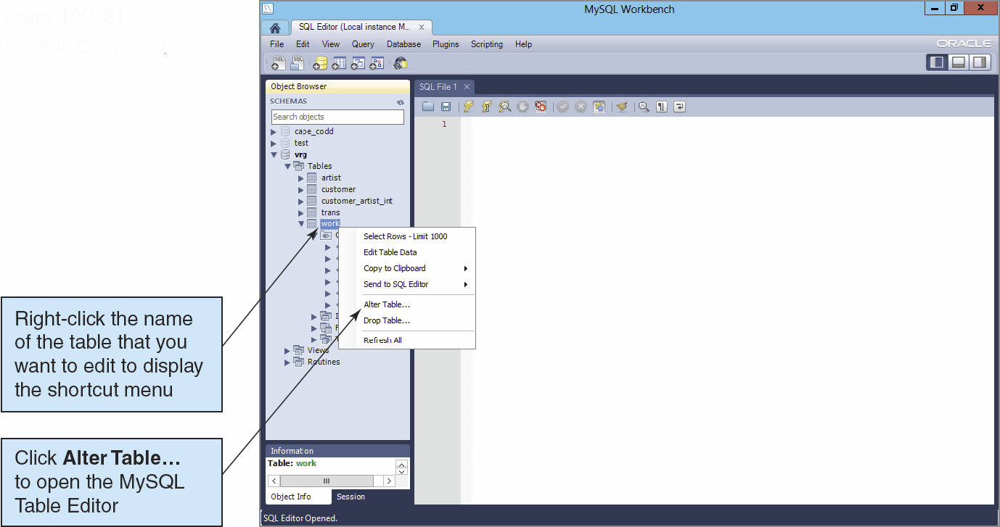 Figure 10C-21
ter Table Command
MySQL Workbench
SQL Editor (Local instance M...
File Edit View Query Database Plugins Scripting Help
ORACLE
Object Browser
SCHEMAS
Search objects
cape_codd
test
vrg
Tables
artist
customer
customer_artist_int
trans
work
Views
Routines
SQL File 1
1
Select Rows - Limit 1000
Edit Table Data
Copy to Clipboard
Send to SQL Editor
Alter Table...
Drop Table...
Refresh All
Right-click the name
of the table that you
want to edit to display
the shortcut menu
Click Alter Table...
to open the MySQL
Table Editor
Information
Table: work
Object Info Session
SQL Editor Opened.